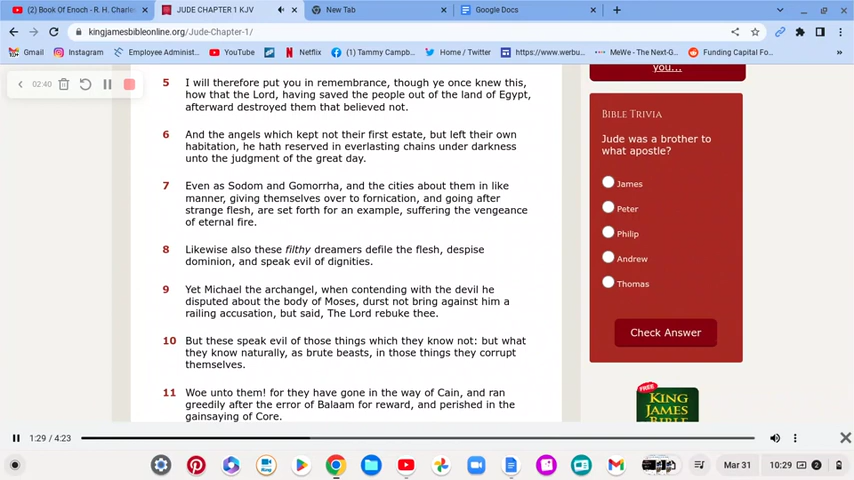 (2) Book Of Enoch - R. H. Charle
JUDE CHAPTER 1 KJV
New Tab
Google Docs
kingjamesbibleonline.org/Jude-Chapter-1/
Gmail
Instagram
Employee Administ...
YouTube
Netflix
(1) Tammy Campb...
Home / Twitter
https://www.werbu...
MeWe - The Next-G...
Refunding Capital Fo...
02:40
5 I will therefore put you in remembrance, though ye once knew this,
how that the Lord, having saved the people out of the land of Egypt,
afterward destroyed them that believed not.
6 And the angels which kept not their first estate, but left their own
habitation, he hath reserved in everlasting chains under darkness
unto the judgment of the great day.
7 Even as Sodom and Gomorrha, and the cities about them in like
manner, giving themselves over to fornication, and going after
strange flesh, are set forth for an example, suffering the vengeance
of eternal fire.
8 Likewise also these filthy dreamers defile the flesh, despise
dominion, and speak evil of dignities.
9 Yet Michael the archangel, when contending with the devil he
disputed about the body of Moses, durst not bring against him a
railing accusation, but said, The Lord rebuke thee.
10 But these speak evil of those things which they know not: but what
they know naturally, as brute beasts, in those things they corrupt
themselves.
11 Woe unto them! for they have gone in the way of Cain, and ran
greedily after the error of Balaam for reward, and perished in the
gainsaying of Core.
you...
BIBLE TRIVIA
Jude was a brother to
what apostle?
James
Peter
Philip
Andrew
Thomas
Check Answer
FREE
KING
JAMES
BIBLE
1:29 / 4:23
Mar 31
10:29
2